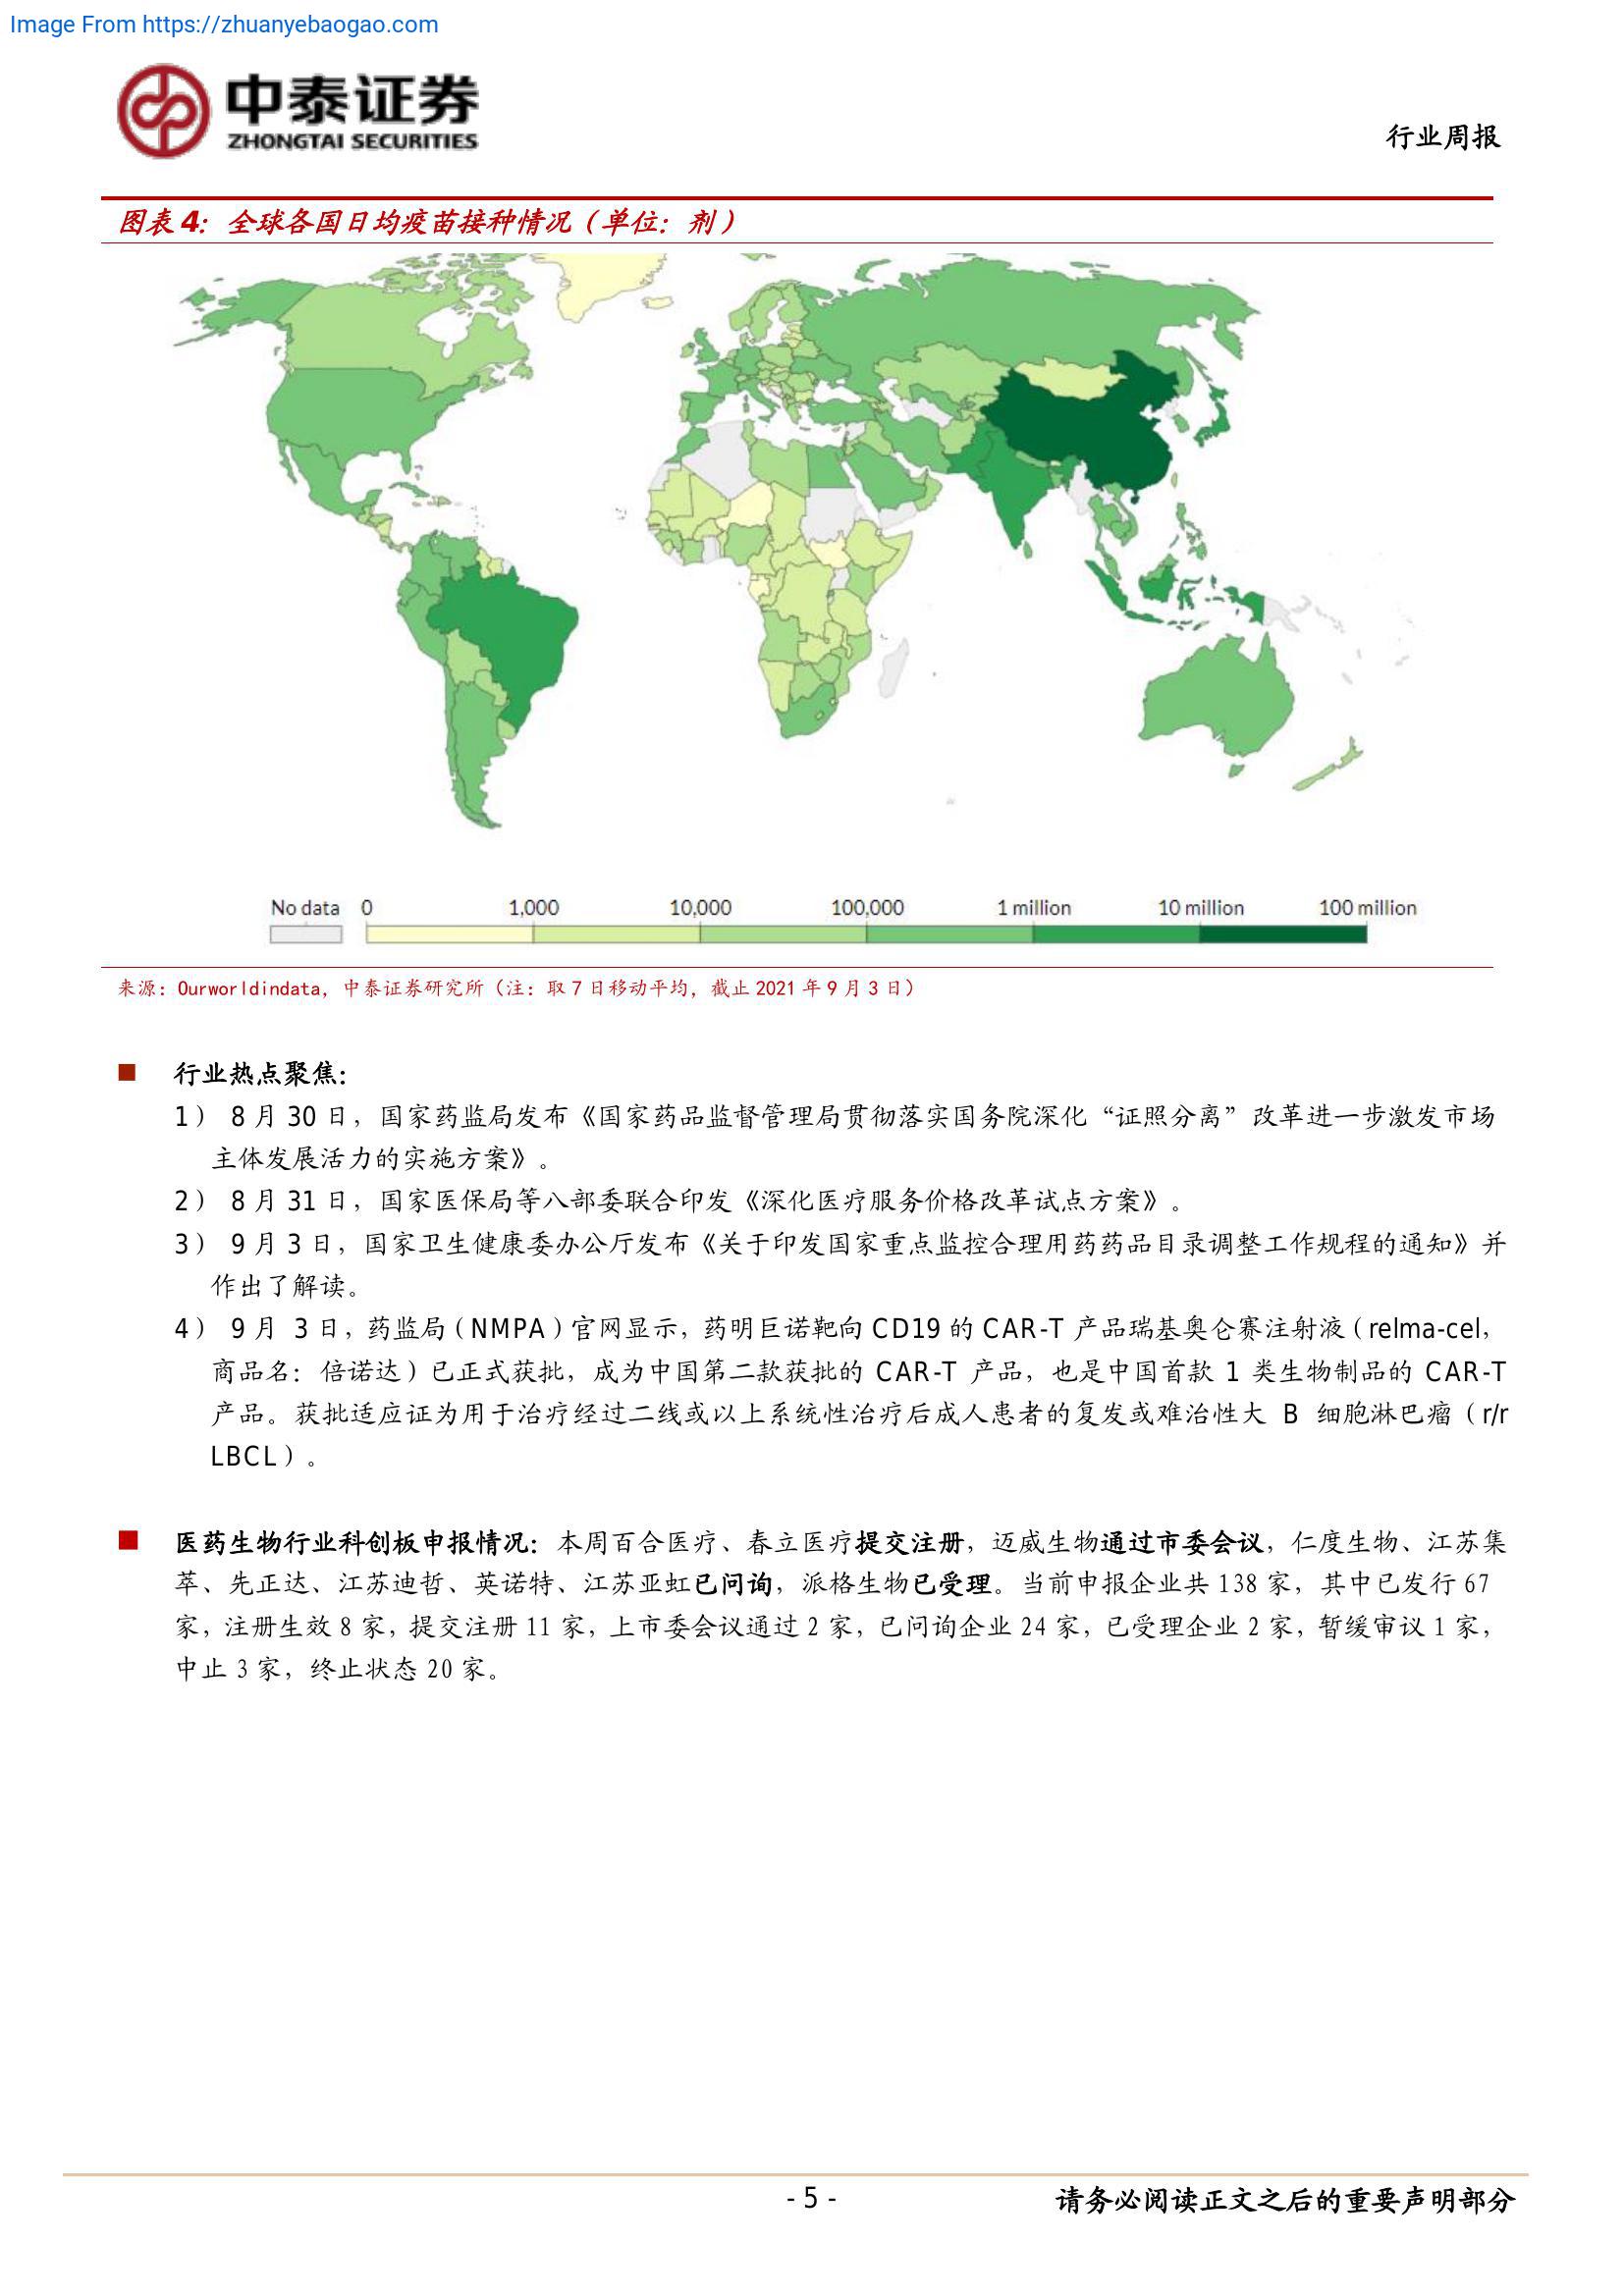 Image From https://zhuanyebaogao.com
中泰证券
ZHONGTAI SECURITIES
行业周报
图表 4：全球各国日均疫苗接种情况（单位：剂）
No data 0 1,000 10,000 100,000 1 million 10 million 100 million
来源：Ourworldindata，中泰证券研究所（注：取 7 日移动平均，截止 2021 年 9 月 3 日）
■ 行业热点聚焦：
1） 8 月 30 日，国家药监局发布《国家药品监督管理局贯彻落实国务院深化“证照分离”改革进一步激发市场
主体发展活力的实施方案》。
2） 8 月 31 日，国家医保局等八部委联合印发《深化医疗服务价格改革试点方案》。
3） 9 月 3 日，国家卫生健康委办公厅发布《关于印发国家重点监控合理用药药品目录调整工作规程的通知》并
作出了解读。
4） 9 月 3 日，药监局（NMPA）官网显示，药明巨诺靶向 CD19 的 CAR-T 产品瑞基奥仑赛注射液（relma-cel，
商品名：倍诺达）已正式获批，成为中国第二款获批的 CAR-T 产品，也是中国首款 1 类生物制品的 CAR-T
产品。获批适应证为用于治疗经过二线或以上系统性治疗后成人患者的复发或难治性大 B 细胞淋巴瘤（r/r
LBCL）。
■ 医药生物行业科创板申报情况：本周百合医疗、春立医疗提交注册，迈威生物通过市委会议，仁度生物、江苏集
萃、先正达、江苏迪哲、英诺特、江苏亚虹已问询，派格生物已受理。当前申报企业共 138 家，其中已发行 67
家，注册生效 8 家，提交注册 11 家，上市委会议通过 2 家，已问询企业 24 家，已受理企业 2 家，暂缓审议 1 家，
中止 3 家，终止状态 20 家。
- 5 -
请务必阅读正文之后的重要声明部分